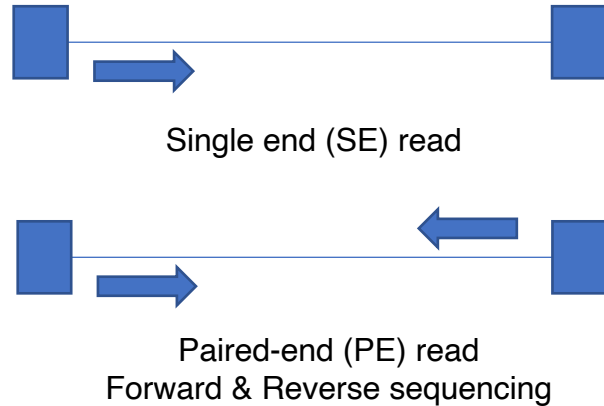 Single end (SE) read
Paired-end (PE) read
Forward & Reverse sequencing